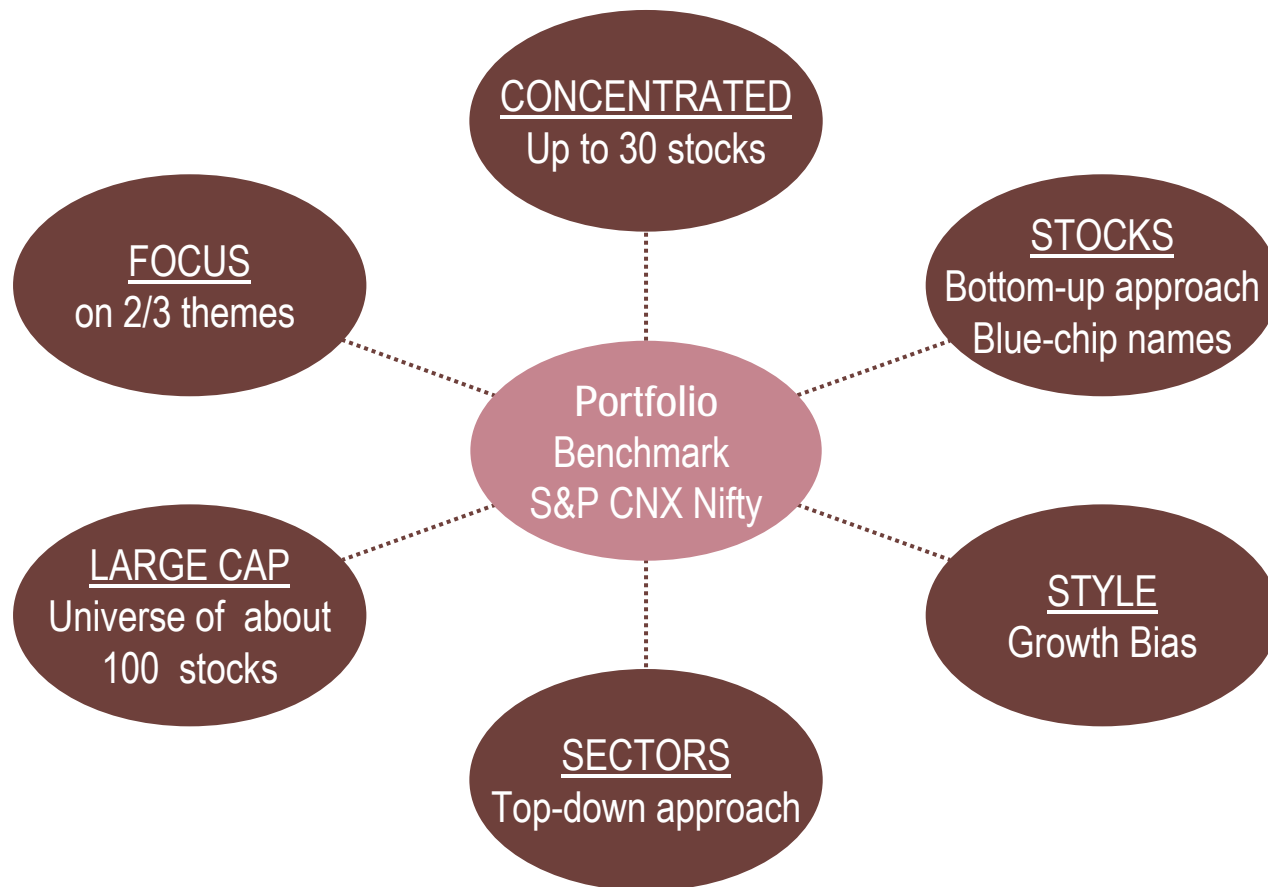 CONCENTRATED
Up to 30 stocks
FOCUS
on 2/3 themes
STOCKS
Bottom-up approach
Blue-chip names
Portfolio
Benchmark
S&P CNX Nifty
LARGE CAP
Universe of about
100 stocks
STYLE
Growth Bias
SECTORS
Top-down approach